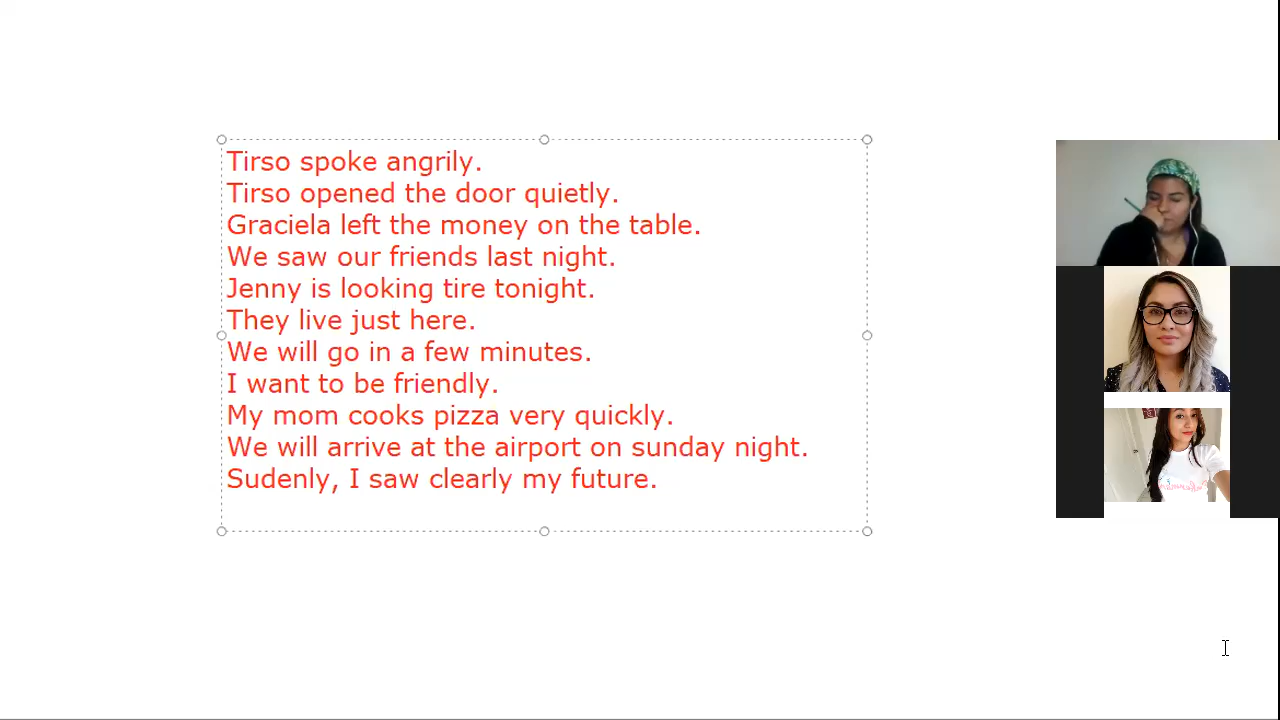 Tirso spoke angrily.
Tirso opened the door quietly.
Graciela left the money on the table.
We saw our friends last night.
Jenny is looking tire tonight.
They live just here.
We will go in a few minutes.
I want to be friendly.
My mom cooks pizza very quickly.
We will arrive at the airport on sunday night.
Sudenly, I saw clearly my future.